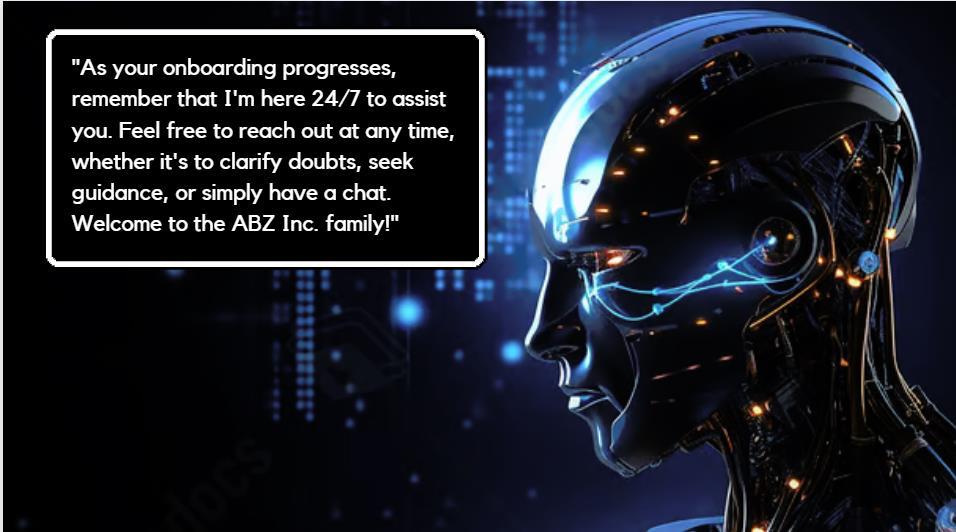 "As your onboarding progresses,
remember that I'm here 24/7 to assist
you. Feel free to reach out at any time,
whether it's to clarify doubts, seek
guidance, or simply have a chat.
Welcome to the ABZ Inc. family!"
docs